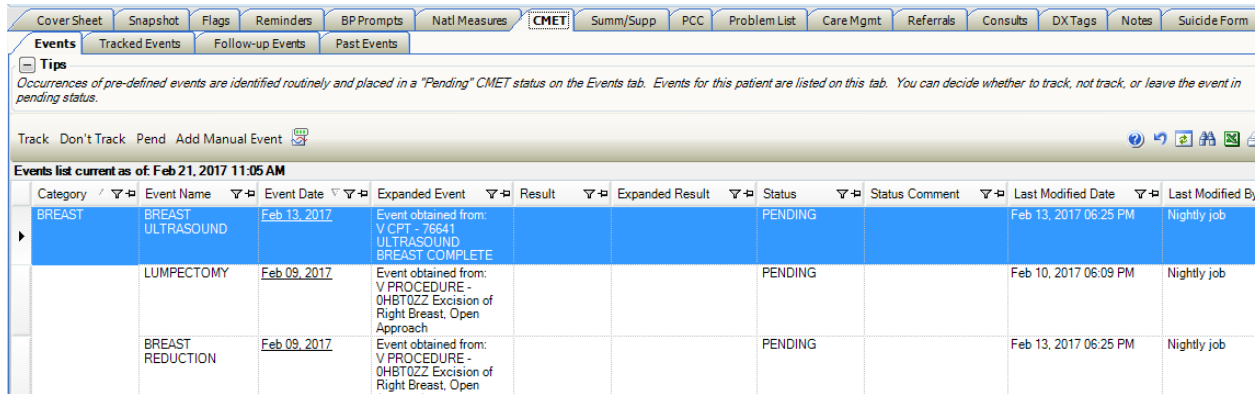 Cover Sheet Snapshot Flags Reminders BP Prompts Natl Measures CMET Summ/Supp PCC Problem List Care Mgmt Referrals Consults DX Tags Notes Suicide Form
Events Tracked Events Follow-up Events Past Events
Tips
Occurrences of pre-defined events are identified routinely and placed in a "Pending" CMET status on the Events tab. Events for this patient are listed on this tab. You can decide whether to track, not track, or leave the event in
pending status.
Track Don't Track Pend Add Manual Event
Events list current as of: Feb 21, 2017 11:05 AM
Category Event Name Event Date Expanded Event Result Expanded Result Status Status Comment Last Modified Date Last Modified By
BREAST BREAST Feb 13, 2017 Event obtained from: PENDING Feb 13, 2017 06:25 PM Nightly job
ULTRASOUND V CPT - 76641
ULTRASOUND
BREAST COMPLETE
LUMPECTOMY Feb 09, 2017 Event obtained from: PENDING Feb 10, 2017 06:09 PM Nightly job
V PROCEDURE -
0HBT0ZZ Excision of
Right Breast, Open
Approach
BREAST Feb 09, 2017 Event obtained from: PENDING Feb 13, 2017 06:25 PM Nightly job
REDUCTION V PROCEDURE -
0HBT0ZZ Excision of
Right Breast, Open